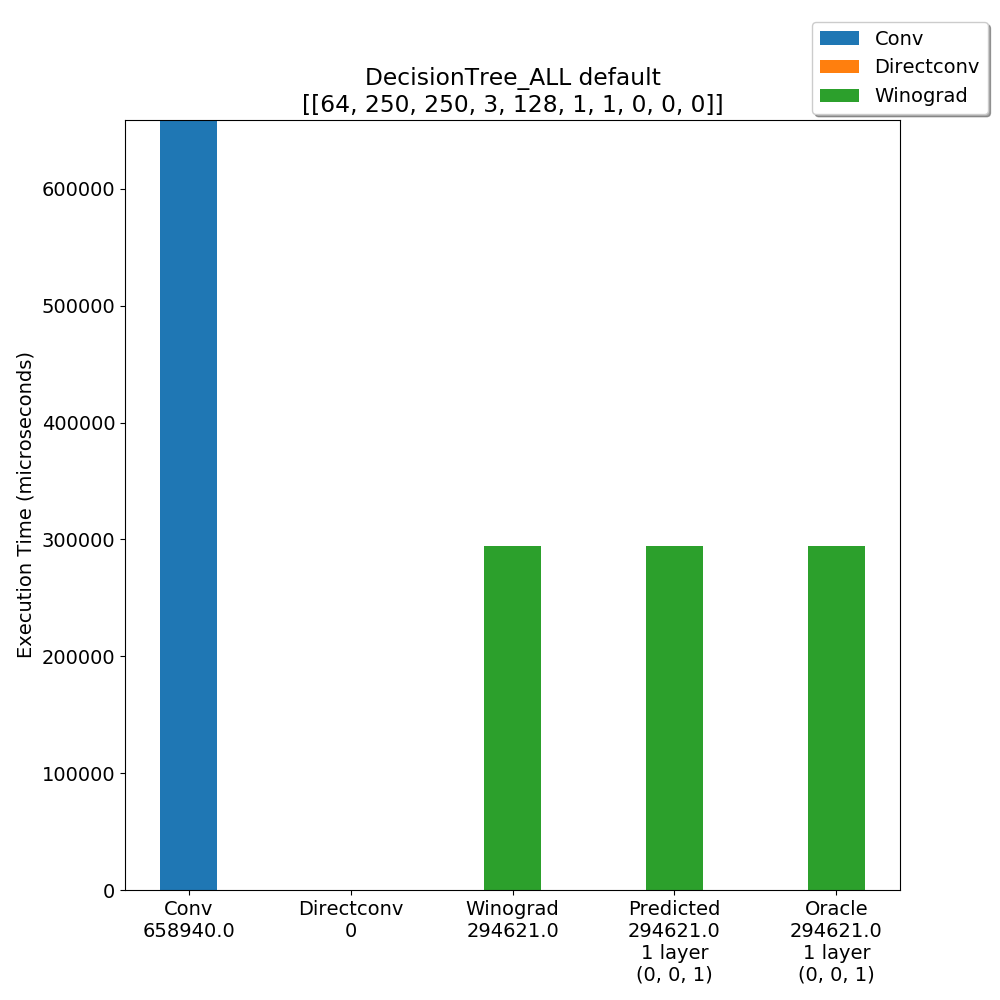 Conv
Directconv
Winograd
DecisionTree_ALL default
[[64, 250, 250, 3, 128, 1, 1, 0, 0, 0]]
Execution Time (microseconds)
600000
500000
400000
300000
200000
100000
0
Conv
658940.0
Directconv
0
Winograd
294621.0
Predicted
294621.0
1 layer
(0, 0, 1)
Oracle
294621.0
1 layer
(0, 0, 1)